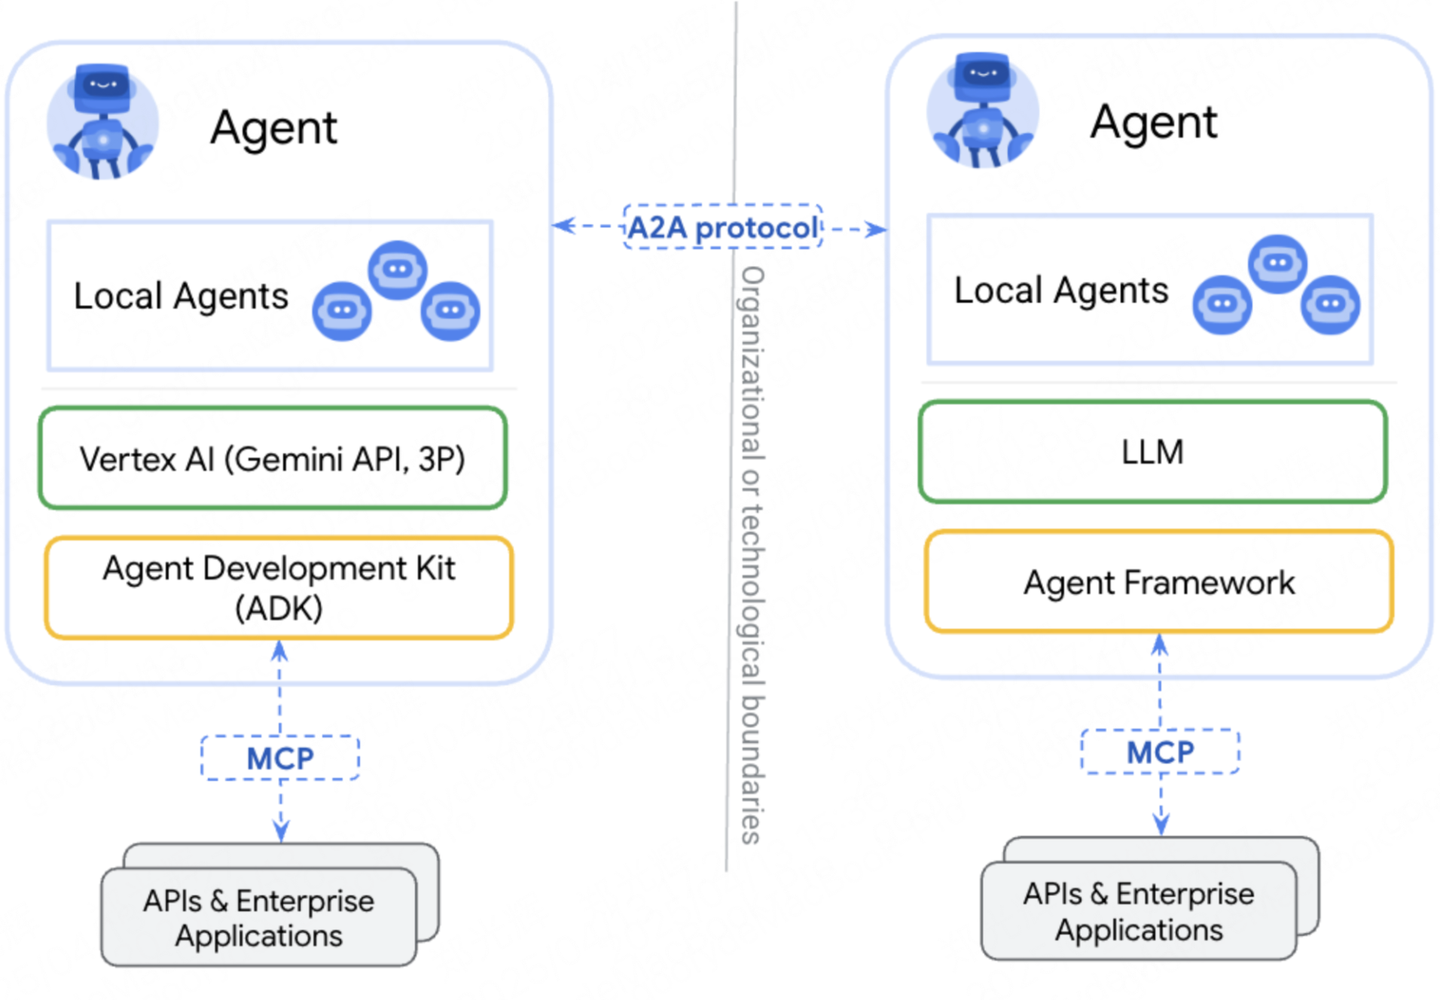 Agent
Local Agents
Vertex AI (Gemini API, 3P)
Agent Development Kit
(ADK)
MCP
APIs & Enterprise
Applications
A2A protocol
Organizational or technological boundaries
Agent
Local Agents
LLM
Agent Framework
MCP
APIs & Enterprise
Applications